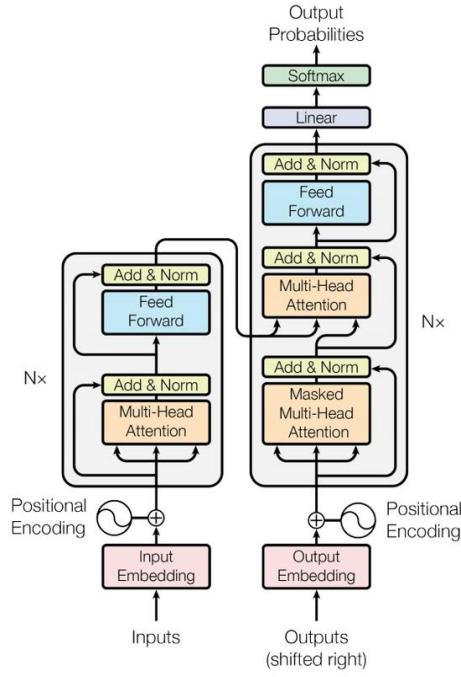 Output
Probabilities
Softmax
Linear
Add & Norm
Feed
Forward
Add & Norm
Multi-Head
Attention
Add & Norm
Masked
Multi-Head
Attention
Nx
Add & Norm
Feed
Forward
Add & Norm
Multi-Head
Attention
Nx
Positional
Encoding
Positional
Encoding
Input
Embedding
Output
Embedding
Inputs
Outputs
(shifted right)